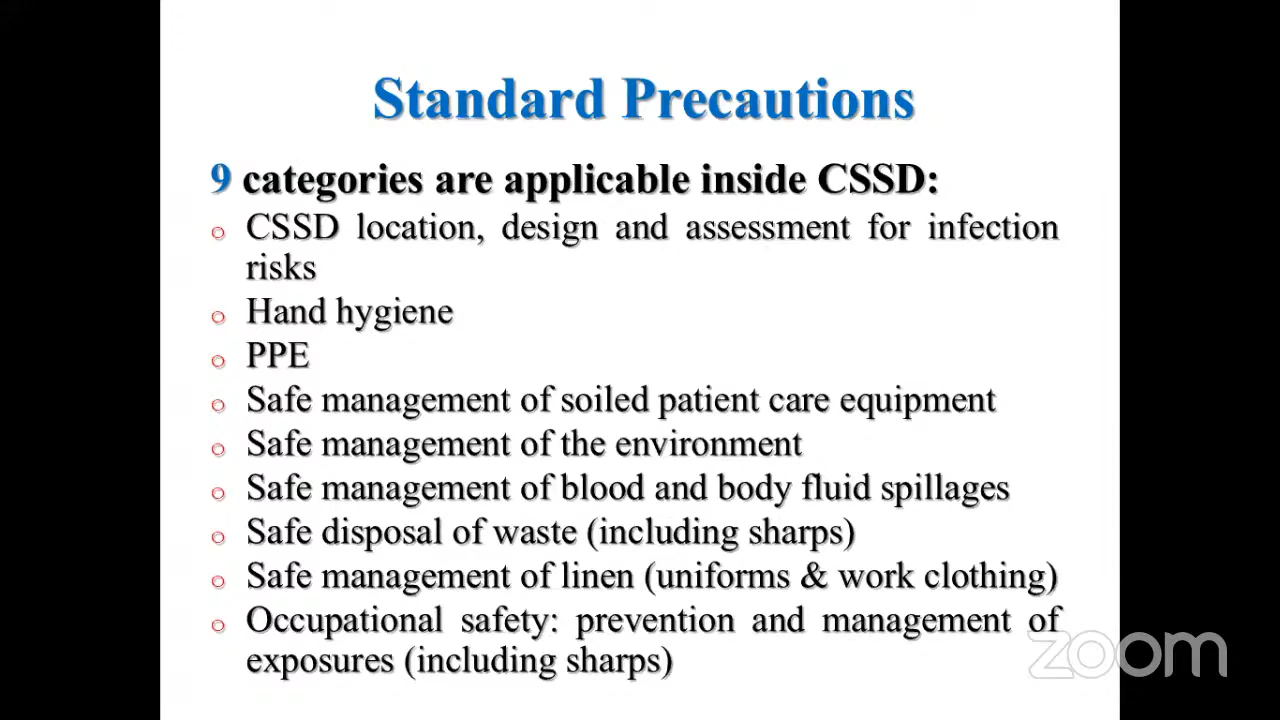 Standard Precautions
9 categories are applicable inside CSSD:
o CSSD location, design and assessment for infection
risks
o Hand hygiene
o PPE
o Safe management of soiled patient care equipment
o Safe management of the environment
o Safe management of blood and body fluid spillages
o Safe disposal of waste (including sharps)
o Safe management of linen (uniforms & work clothing)
o Occupational safety: prevention and management of
exposures (including sharps)
zoom